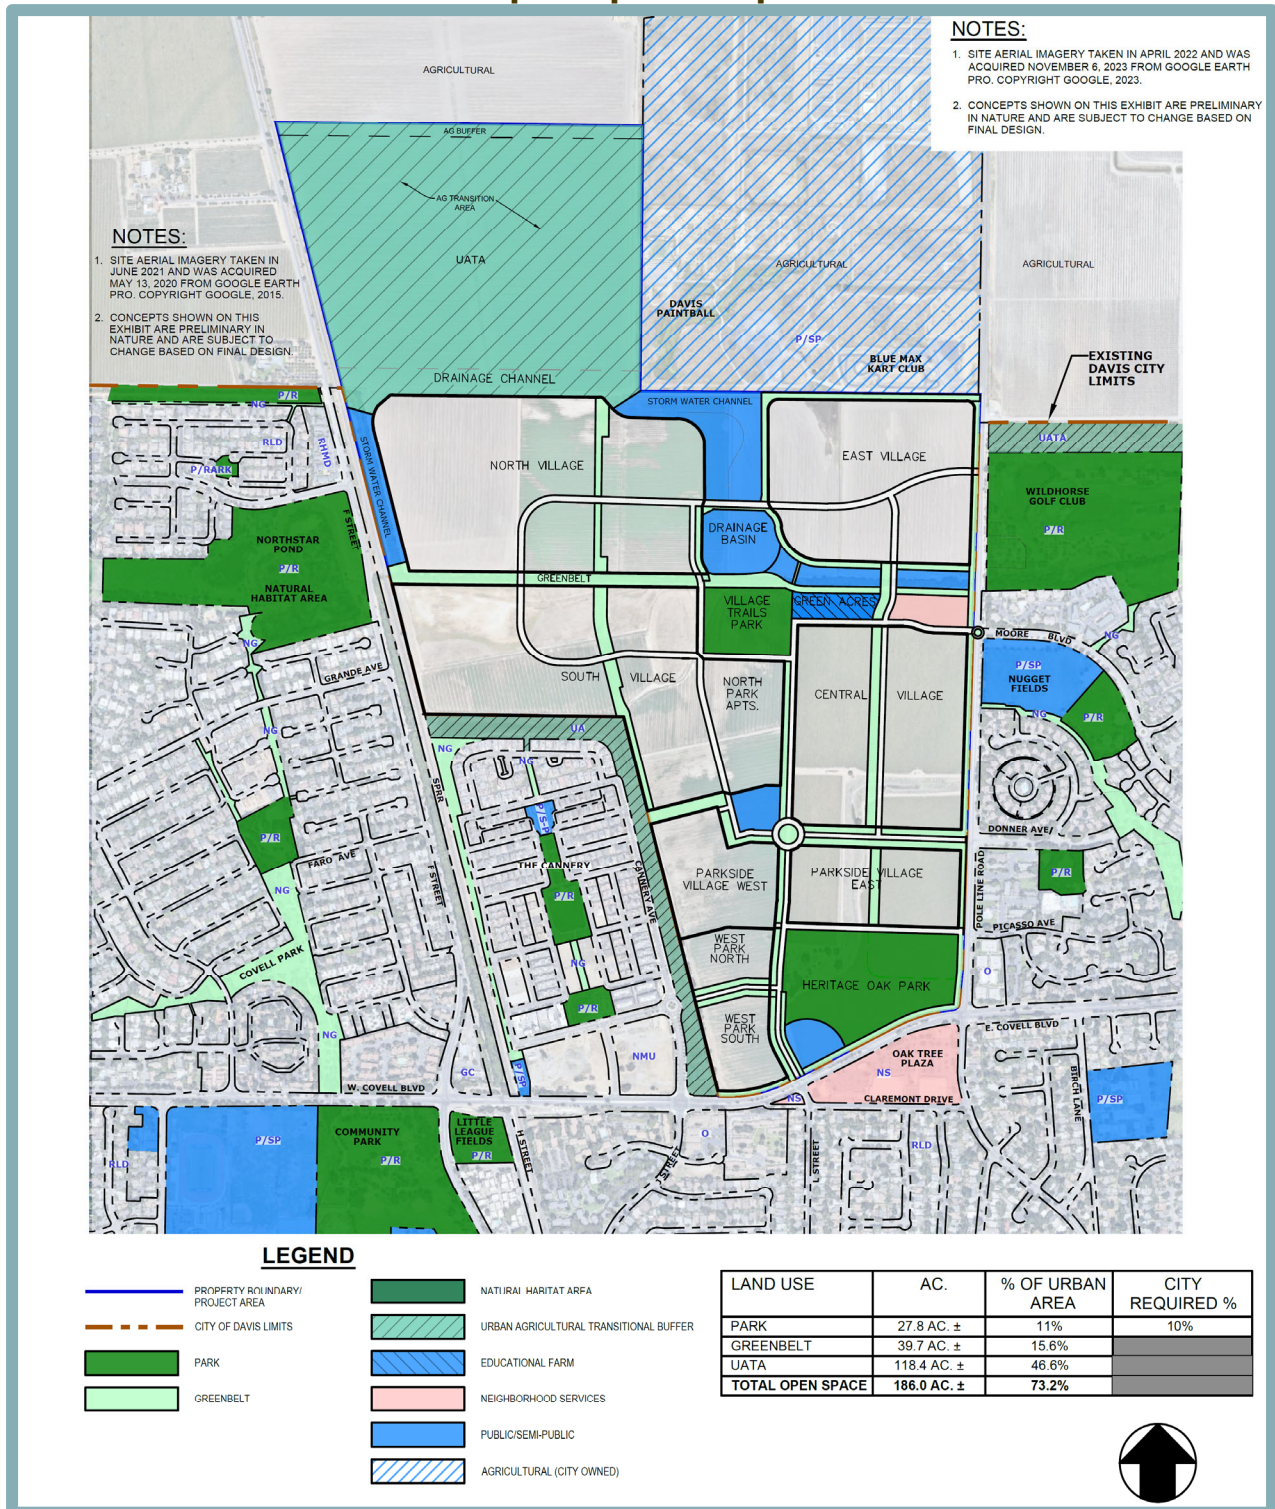 NOTES:
1. SITE AERIAL IMAGERY TAKEN IN APRIL 2022 AND WAS
ACQUIRED NOVEMBER 6, 2023 FROM GOOGLE EARTH
PRO. COPYRIGHT GOOGLE, 2023.
2. CONCEPTS SHOWN ON THIS EXHIBIT ARE PRELIMINARY
IN NATURE AND ARE SUBJECT TO CHANGE BASED ON
FINAL DESIGN.
AGRICULTURAL
AG BUFFER
AG TRANSITION
AREA
UATA
NOTES:
1. SITE AERIAL IMAGERY TAKEN IN
JUNE 2021 AND WAS ACQUIRED
MAY 13, 2020 FROM GOOGLE EARTH
PRO. COPYRIGHT GOOGLE, 2015.
2. CONCEPTS SHOWN ON THIS
EXHIBIT ARE PRELIMINARY IN
NATURE AND ARE SUBJECT TO
CHANGE BASED ON FINAL DESIGN.
AGRICULTURAL
AGRICULTURAL
DAVIS
PAINTBALL
P/SP
BLUE MAX
KART CLUB
EXISTING
DAVIS CITY
LIMITS
DRAINAGE CHANNEL
P/R
NG
RLD
RHMD
P/RARK
STORM WATER CHANNEL
STORM WATER CHANNEL
UATA
NORTH VILLAGE
EAST VILLAGE
WILDHORSE
GOLF CLUB
P/R
F STREET
NORTHSTAR
POND
P/R
NATURAL
HABITAT AREA
DRAINAGE
BASIN
GREENBELT
VILLAGE
TRAILS
PARK
GREEN ACRES
NG
MOORE BLVD
NG
GRANDE AVE
SOUTH VILLAGE
NORTH
PARK
APTS.
CENTRAL VILLAGE
P/SP
NUGGET
FIELDS
P/R
NG
NG
UA
NG
NG
SPRR
P/S-P
DONNER AVE
P/R
FARO AVE
NG
F STREET
THE CANNERY
P/R
CANNERY AVE
PARKSIDE
VILLAGE WEST
PARKSIDE VILLAGE
EAST
POLE LINE ROAD
P/R
PICASSO AVE
COVELL PARK
NG
WEST
PARK
NORTH
HERITAGE OAK PARK
O
P/R
NG
WEST
PARK
SOUTH
E. COVELL BLVD
GC
P/SP
NMU
OAK TREE
PLAZA
NS
BIRCH LANE
W. COVELL BLVD
NS
CLAREMONT DRIVE
P/SP
P/SP
COMMUNITY
PARK
P/R
LITTLE
LEAGUE
FIELDS
P/R
H STREET
O
J STREET
L STREET
RLD
RLD
LEGEND
PROPERTY BOUNDARY/
PROJECT AREA
CITY OF DAVIS LIMITS
PARK
GREENBELT
NATURAL HABITAT AREA
URBAN AGRICULTURAL TRANSITIONAL BUFFER
EDUCATIONAL FARM
NEIGHBORHOOD SERVICES
PUBLIC/SEMI-PUBLIC
AGRICULTURAL (CITY OWNED)
LAND USE AC. % OF URBAN AREA CITY REQUIRED %
PARK 27.8 AC. ± 11% 10%
GREENBELT 39.7 AC. ± 15.6%
UATA 118.4 AC. ± 46.6%
TOTAL OPEN SPACE 186.0 AC. ± 73.2%